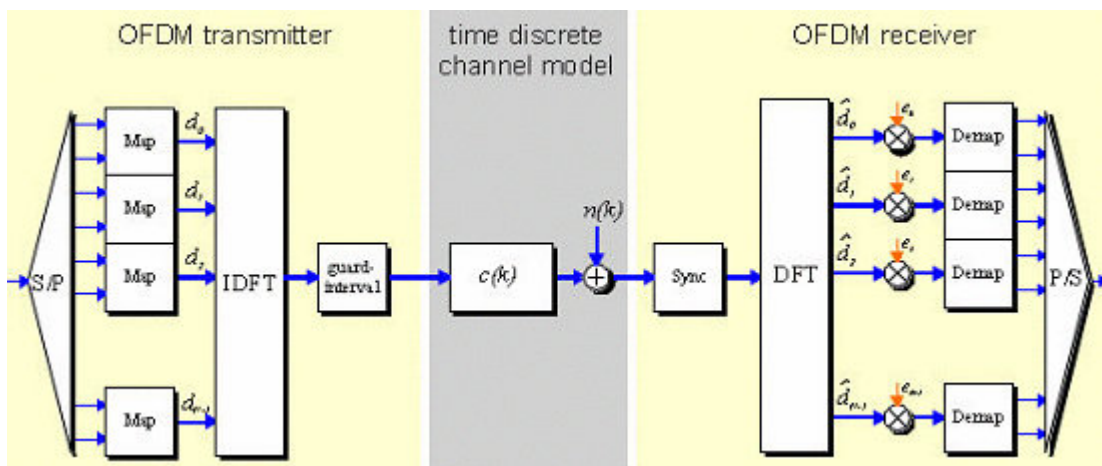 OFDM transmitter
time discrete
channel model
OFDM receiver
S/P
Map
Map
Map
Map
d₀
d₁
d₂
IDFT
guard-
interval
c(k)
n(k)
+
Sync
DFT
d̂₀
d̂₁
d̂₂
Demap
Demap
Demap
Demap
P/S